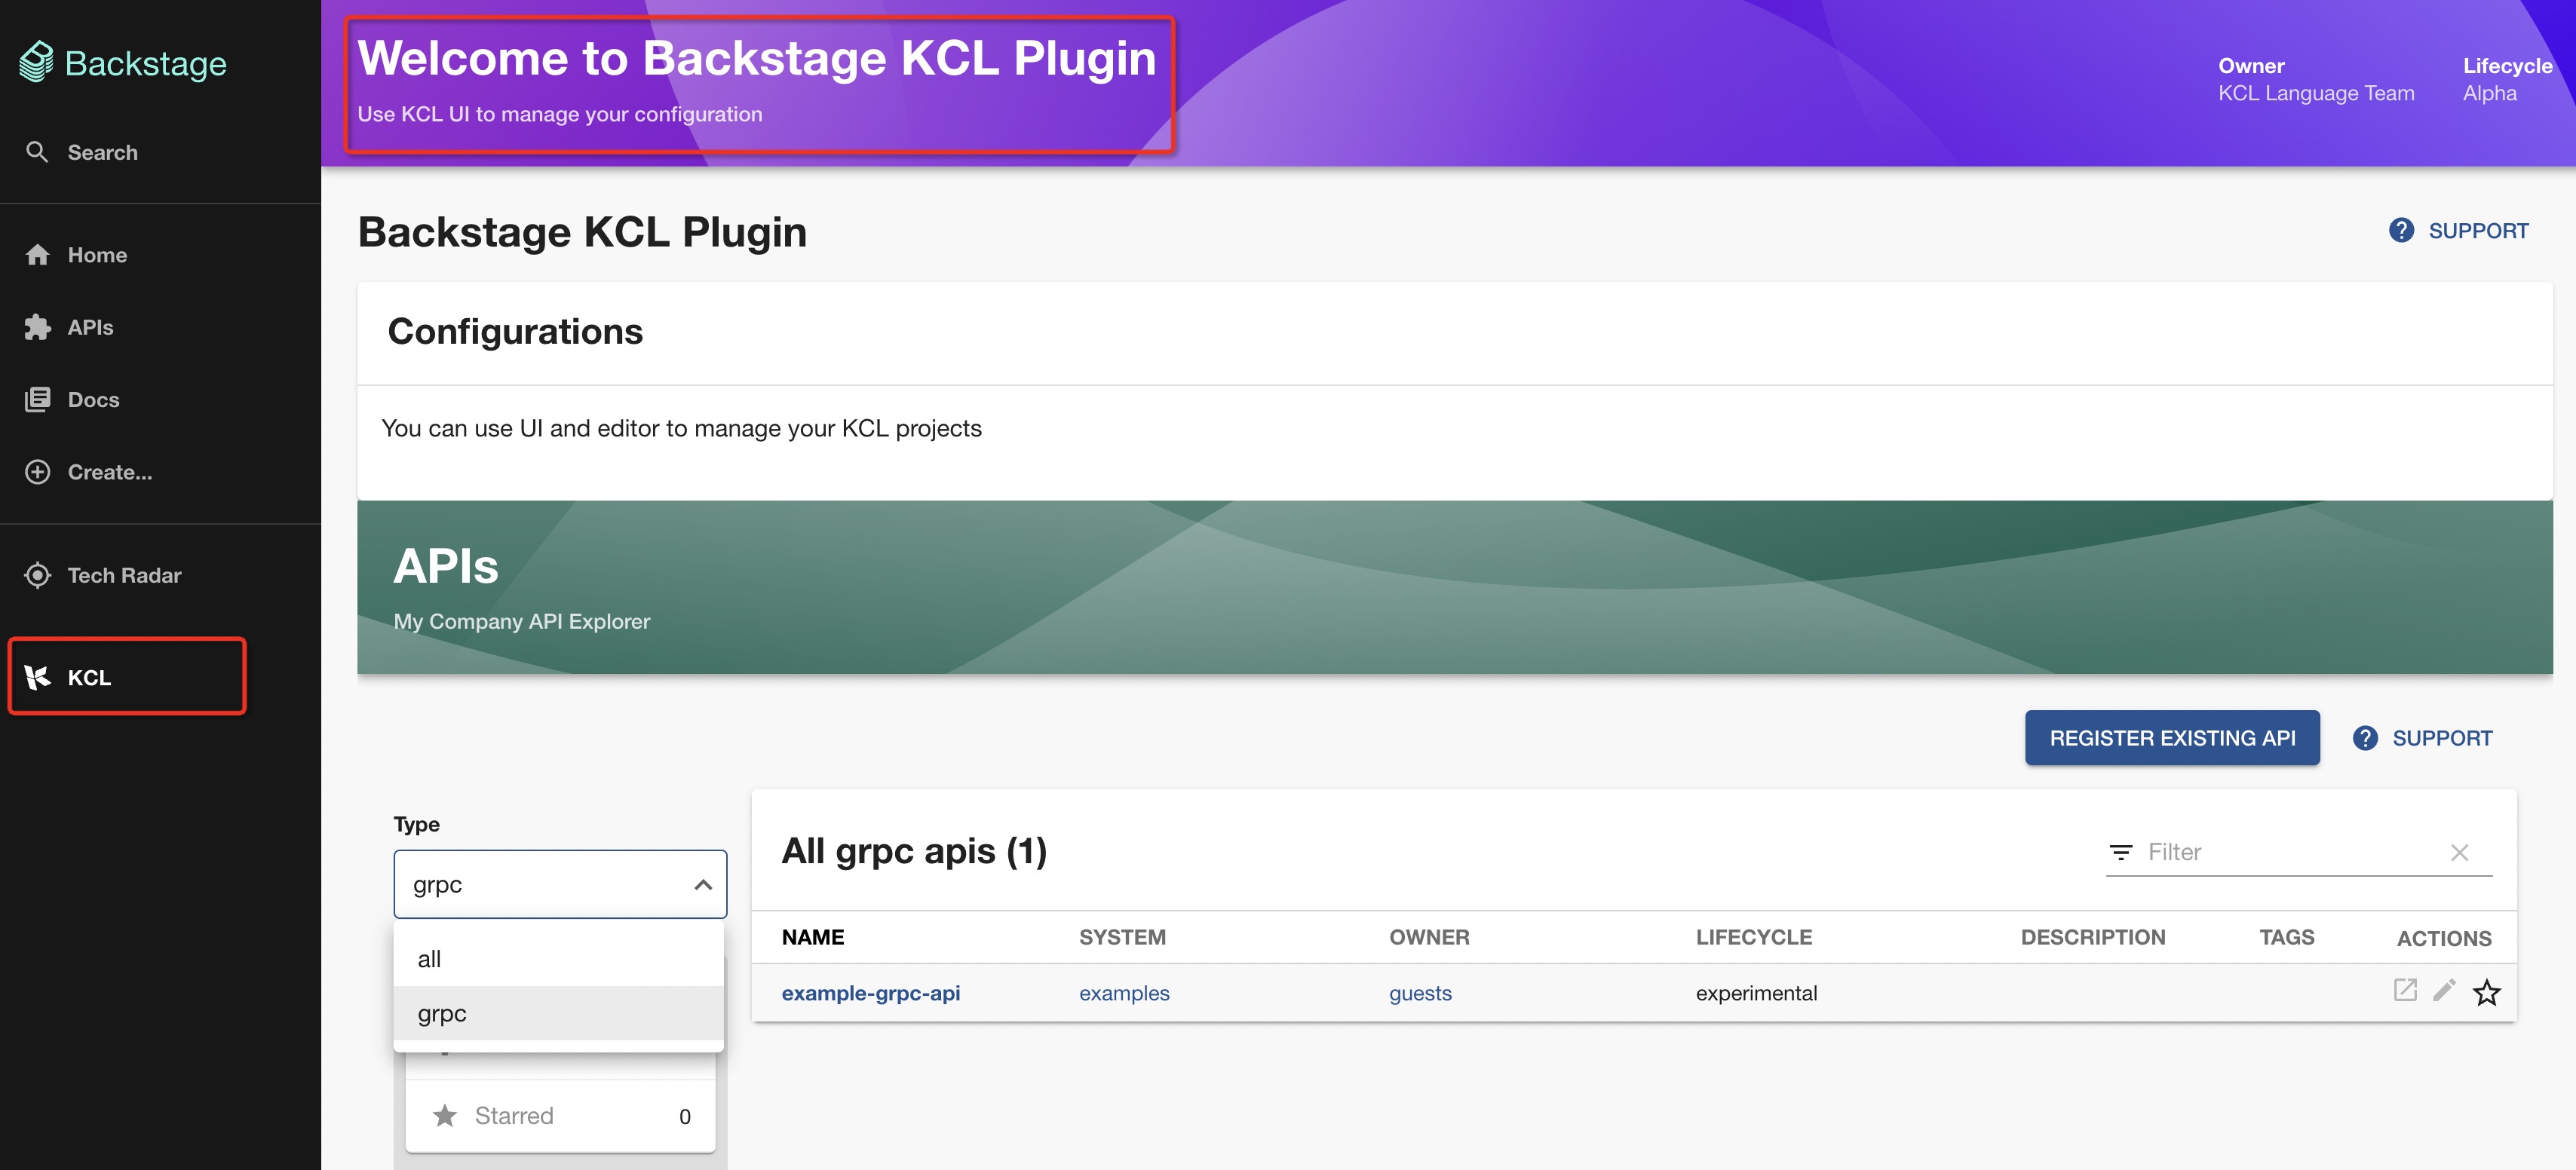 Backstage
Search
Home
APIs
Docs
Create...
Tech Radar
KCL
Welcome to Backstage KCL Plugin
Use KCL UI to manage your configuration
Owner
KCL Language Team
Lifecycle
Alpha
Backstage KCL Plugin
SUPPORT
Configurations
You can use UI and editor to manage your KCL projects
APIs
My Company API Explorer
REGISTER EXISTING API
SUPPORT
Type
grpc
all
grpc
Starred 0
All grpc apis (1)
Filter
NAME SYSTEM OWNER LIFECYCLE DESCRIPTION TAGS ACTIONS
example-grpc-api examples guests experimental